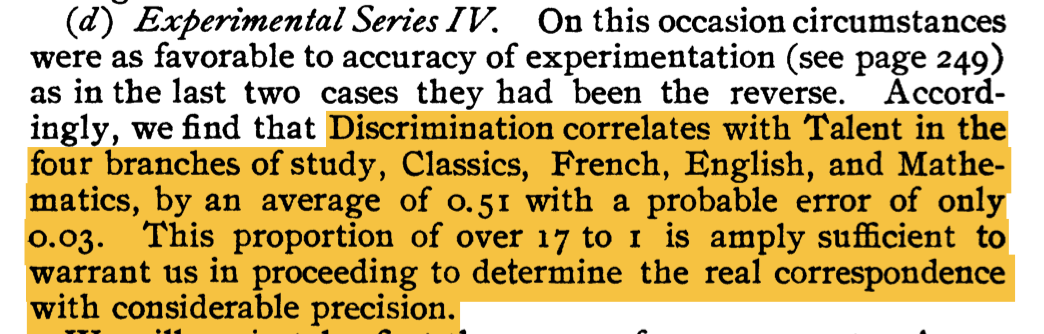 (d) Experimental Series IV. On this occasion circumstances
were as favorable to accuracy of experimentation (see page 249)
as in the last two cases they had been the reverse. Accord-
ingly, we find that Discrimination correlates with Talent in the
four branches of study, Classics, French, English, and Mathe-
matics, by an average of 0.51 with a probable error of only
0.03. This proportion of over 17 to 1 is amply sufficient to
warrant us in proceeding to determine the real correspondence
with considerable precision.